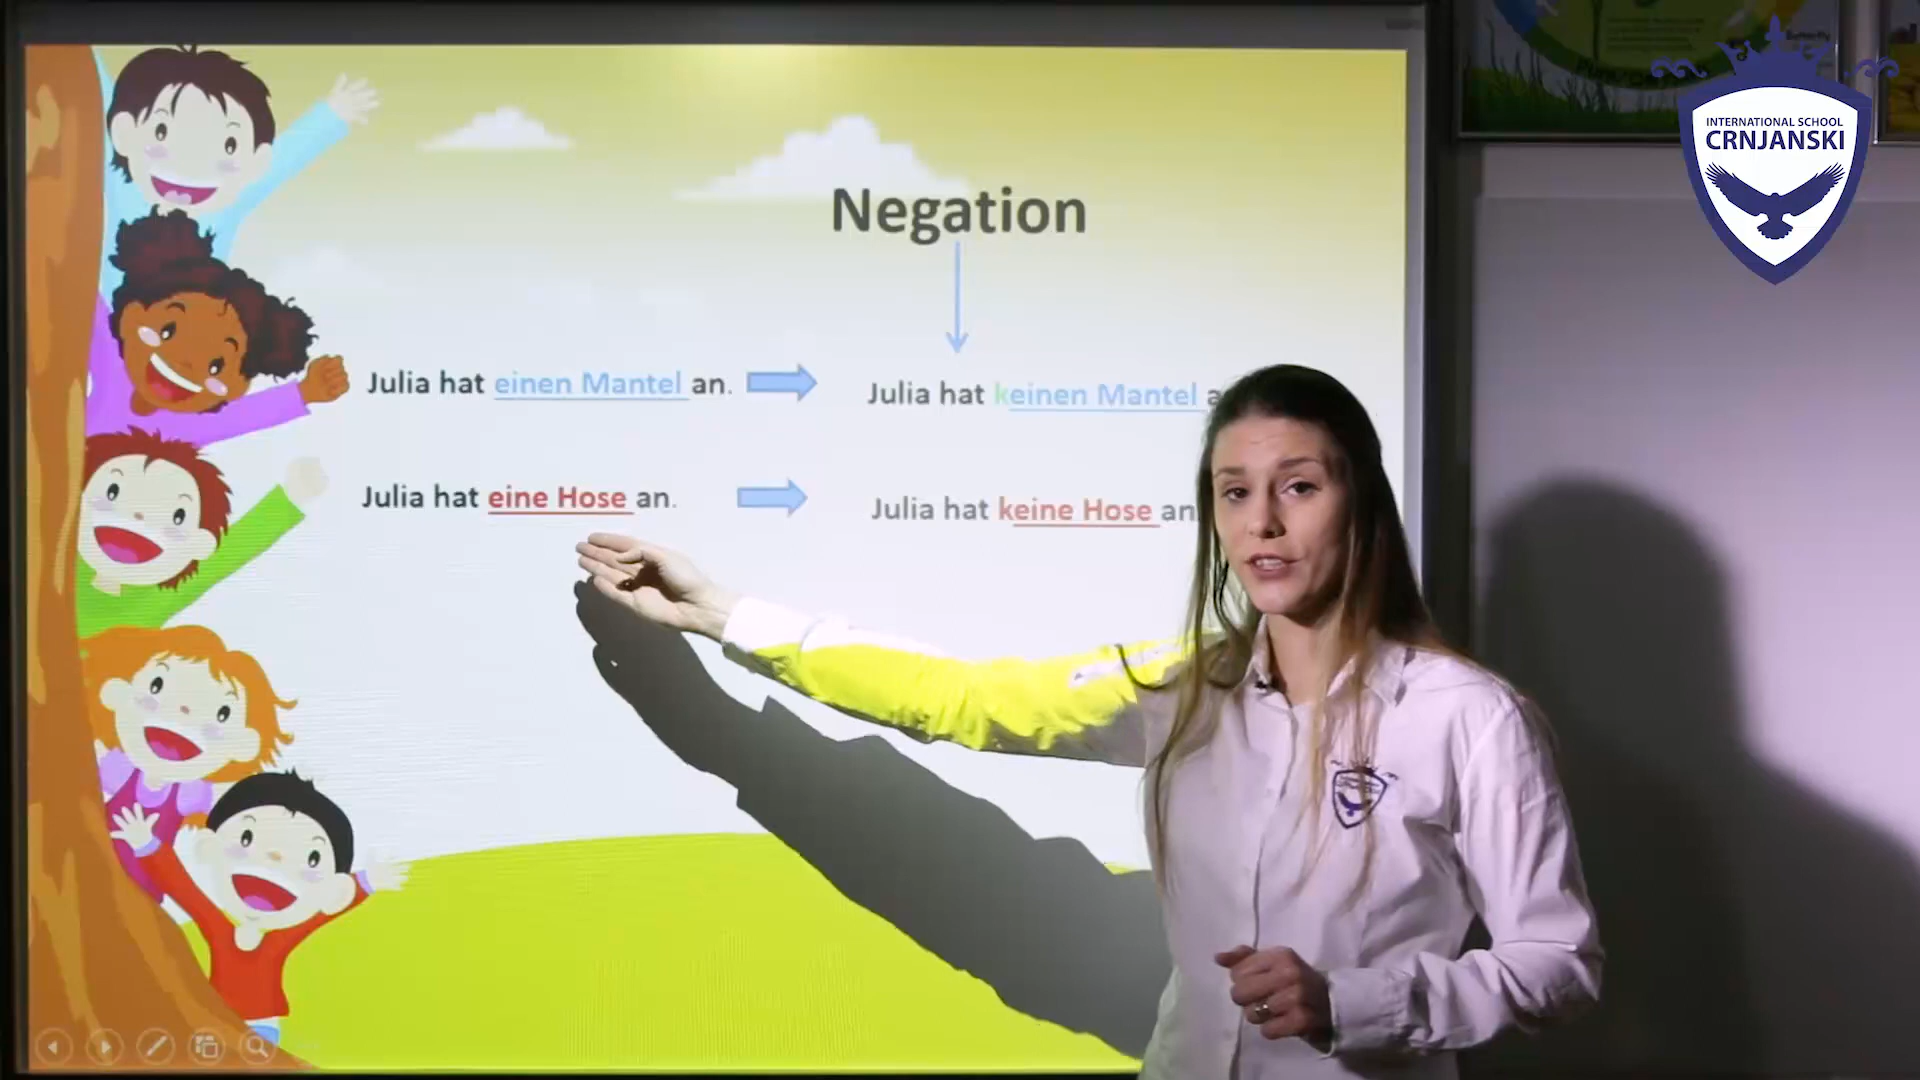 Negation
Julia hat einen Mantel an.
Julia hat keinen Mantel
Julia hat eine Hose an.
Julia hat keine Hose an
INTERNATIONAL SCHOOL
CRNJANSKI
Butterfly